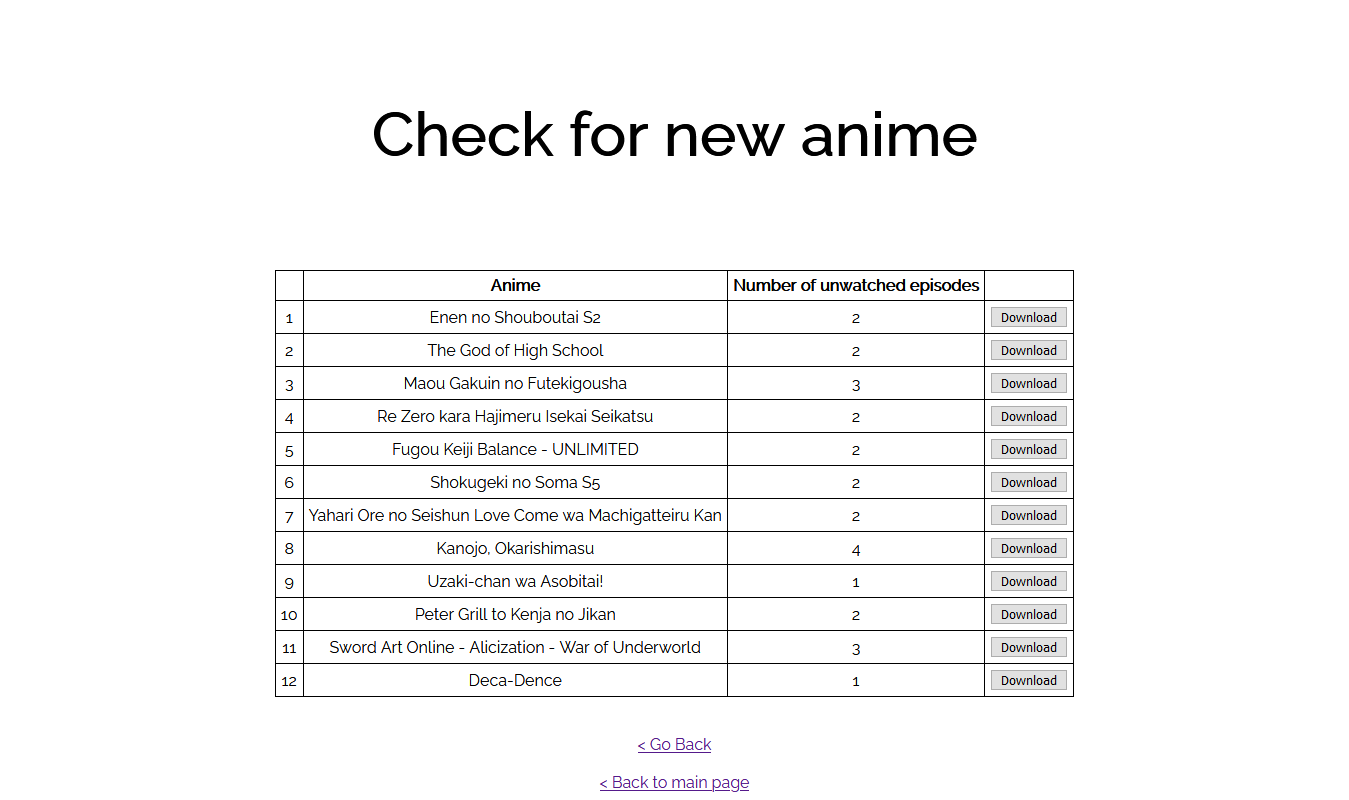 Check for new anime
Anime Number of unwatched episodes
1 Enen no Shouboutai S2 2 Download
2 The God of High School 2 Download
3 Maou Gakuin no Futekigousha 3 Download
4 Re Zero kara Hajimeru Isekai Seikatsu 2 Download
5 Fugou Keiji Balance - UNLIMITED 2 Download
6 Shokugeki no Soma S5 2 Download
7 Yahari Ore no Seishun Love Come wa Machigatteiru Kan 2 Download
8 Kanojo, Okarishimasu 4 Download
9 Uzaki-chan wa Asobitai! 1 Download
10 Peter Grill to Kenja no Jikan 2 Download
11 Sword Art Online - Alicization - War of Underworld 3 Download
12 Deca-Dence 1 Download
< Go Back
< Back to main page